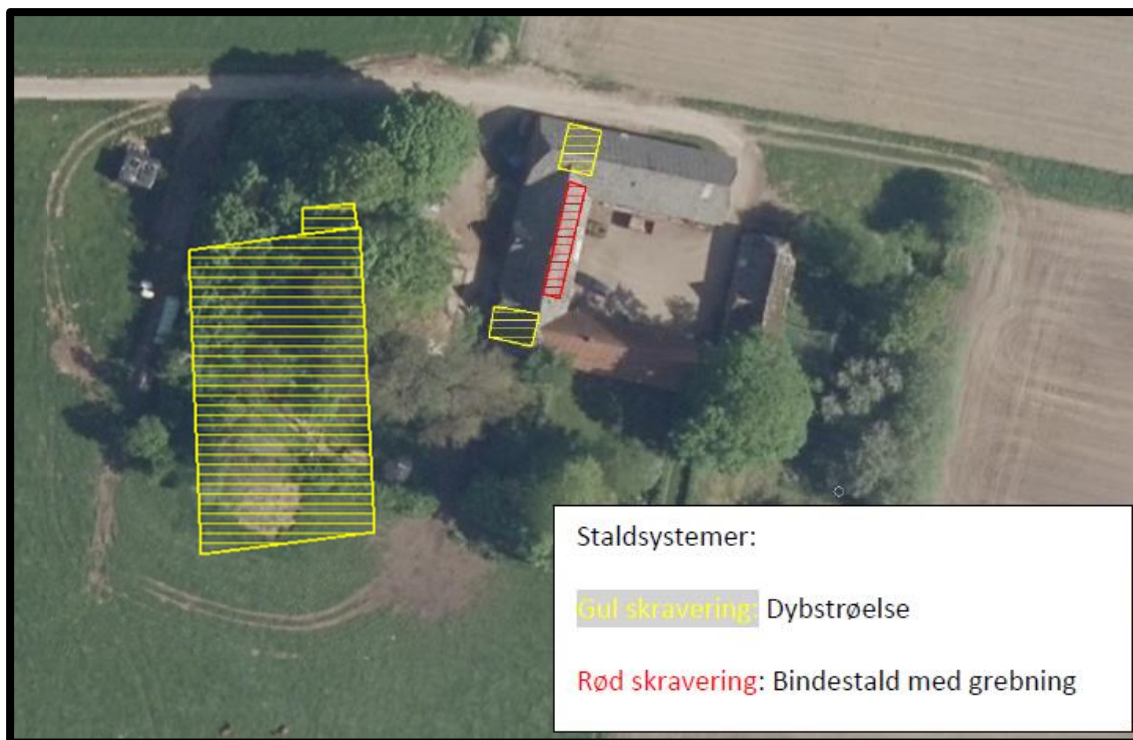 Staldsystemer:
Gul skravering: Dybstrøelse
Rød skravering: Bindestald med grebning